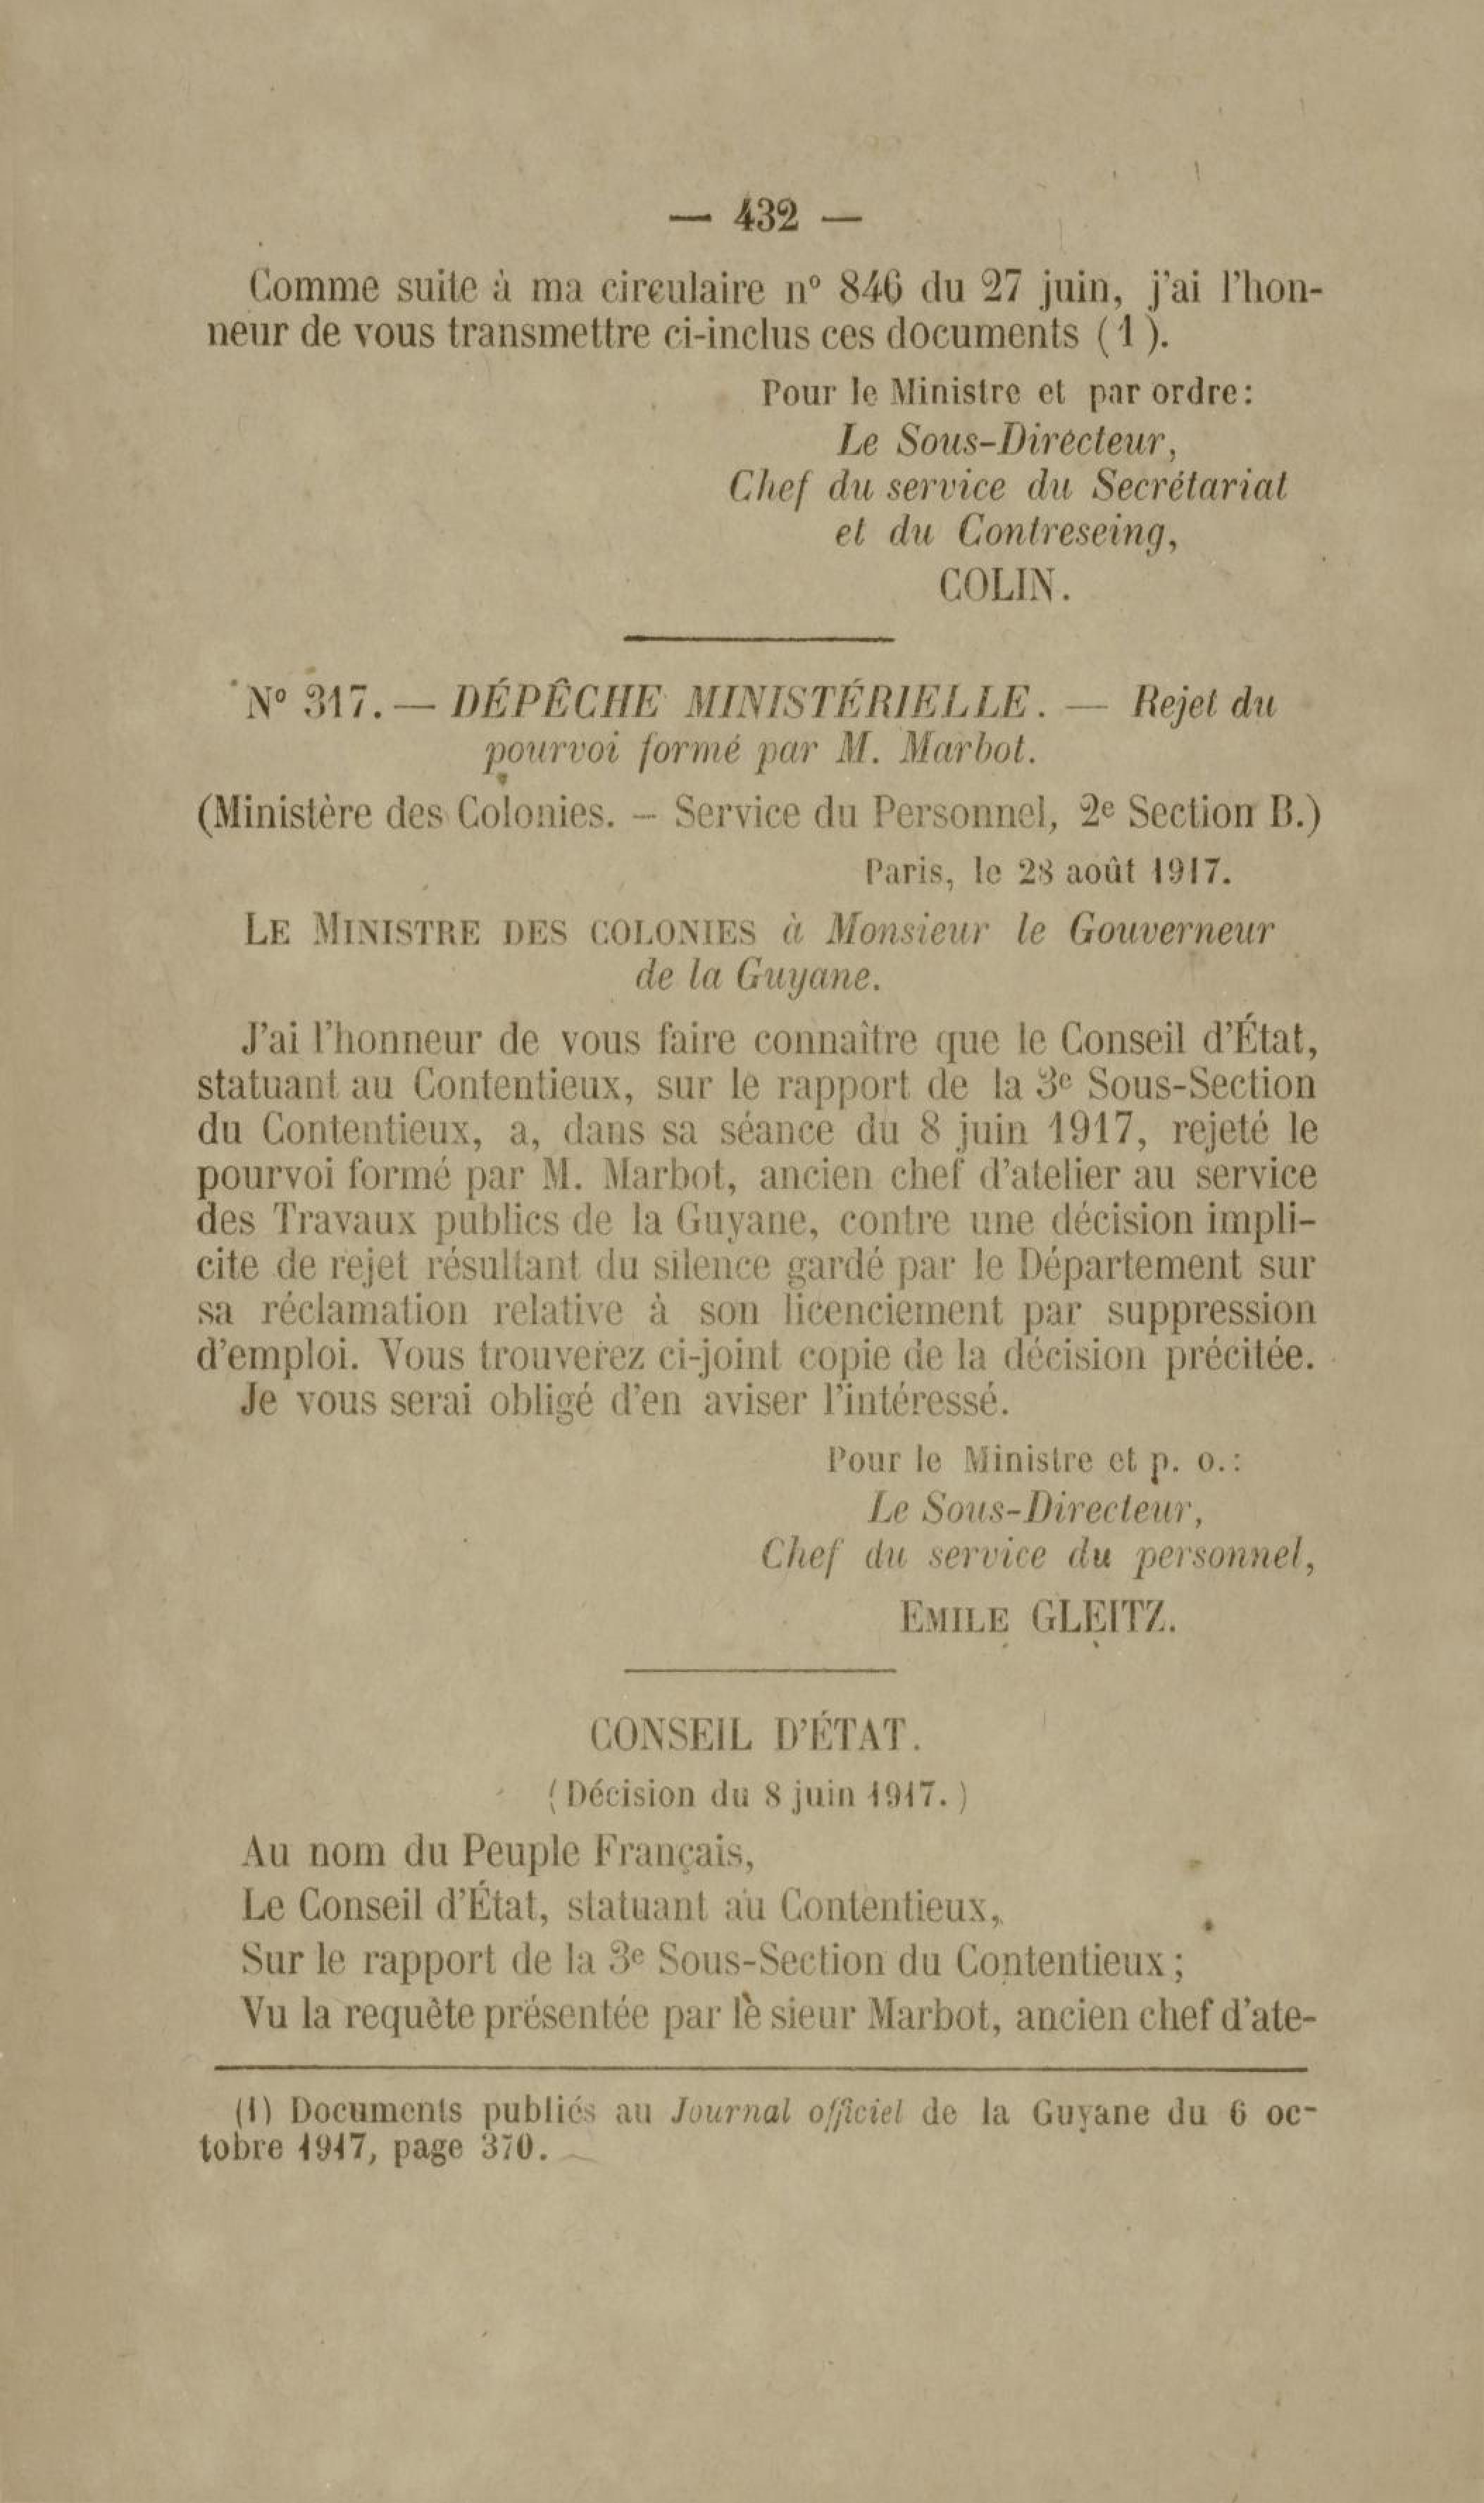 — 432 —
Comme suite à ma circulaire n° 846 du 27 juin, j'ai l'hon-
neur de vous transmettre ci-inclus ces documents (1).
Pour le Ministre et par ordre:
Le Sous-Directeur,
Chef du service du Secrétariat
et du Contreseing,
COLIN.
N° 317. — DÉPÊCHE MINISTÉRIELLE. — Rejet du
pourvoi formé par M. Marbot.
(Ministère des Colonies. – Service du Personnel, 2e Section B.)
Paris, le 28 août 1917.
LE MINISTRE DES COLONIES à Monsieur le Gouverneur
de la Guyane.
J'ai l'honneur de vous faire connaître que le Conseil d'État,
statuant au Contentieux, sur le rapport de la 3e Sous-Section
du Contentieux, a, dans sa séance du 8 juin 1917, rejeté le
pourvoi formé par M. Marbot, ancien chef d'atelier au service
des Travaux publics de la Guyane, contre une décision impli-
cite de rejet résultant du silence gardé par le Département sur
sa réclamation relative à son licenciement par suppression
d'emploi. Vous trouverez ci-joint copie de la décision précitée.
Je vous serai obligé d'en aviser l'intéressé.
Pour le Ministre et p. o.:
Le Sous-Directeur,
Chef du service du personnel,
EMILE GLEITZ.
CONSEIL D'ÉTAT.
(Décision du 8 juin 1917.)
Au nom du Peuple Français,
Le Conseil d'État, statuant au Contentieux,
Sur le rapport de la 3e Sous-Section du Contentieux;
Vu la requête présentée par le sieur Marbot, ancien chef d'ate-
(1) Documents publiés au Journal officiel de la Guyane du 6 oc-
tobre 1917, page 370.